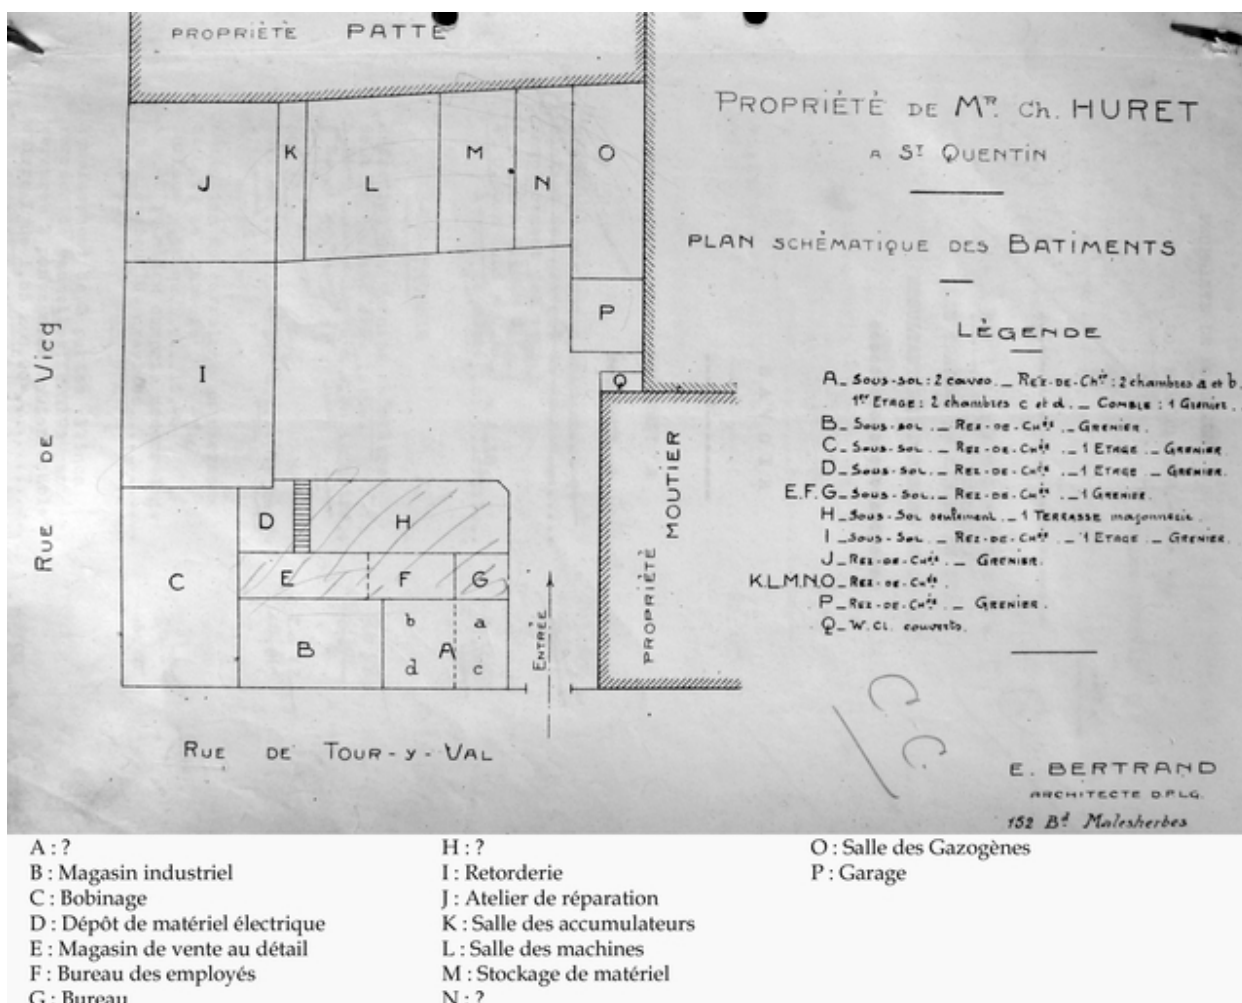 PROPRIÉTÈ PATTE
PROPRIÉTÈ DE MR. Ch. HURET
A ST QUENTIN
PLAN SCHÈMATIQUE DES BATIMENTS
LÈGENDE
A_ Sous-sol : 2 caves. _ Rez-de-Chée : 2 chambres a et b.
1er Etage : 2 chambres c et d. _ Comble : 1 Grenier.
B_ Sous-sol. _ Rez-de-Chée _ Grenier.
C_ Sous-sol. _ Rez-de-Chée _ 1 Etage _ Grenier.
D_ Sous-sol. _ Rez-de-Chée _ 1 Etage _ Grenier.
E.F.G_ Sous-Sol. _ Rez-de-Chée _ 1 Grenier.
H_ Sous-Sol seulement. _ 1 Terrasse maçonnerie.
I_ Sous-Sol _ Rez-de-Chée _ 1 Etage _ Grenier.
J_ Rez-de-Chée _ Grenier.
K.L.M.N.O_ Rez-de-Chée.
P_ Rez-de-Chée _ Grenier.
Q_ W.Cl. couverts.
J
K
L
M
N
O
P
Q
I
D
H
C
E
F
G
B
b
a
A
d
c
ENTRÈE
RUE DE VICQ
PROPRIÉTÈ MOUTIER
RUE DE TOUR-Y-VAL
C.C.
E. BERTRAND
ARCHITECTE D.P.L.G.
152 Bd Malesherbes
A : ?
B : Magasin industriel
C : Bobinage
D : Dépôt de matériel électrique
E : Magasin de vente au détail
F : Bureau des employés
G : Bureau
H : ?
I : Retorderie
J : Atelier de réparation
K : Salle des accumulateurs
L : Salle des machines
M : Stockage de matériel
N : ?
O : Salle des Gazogènes
P : Garage